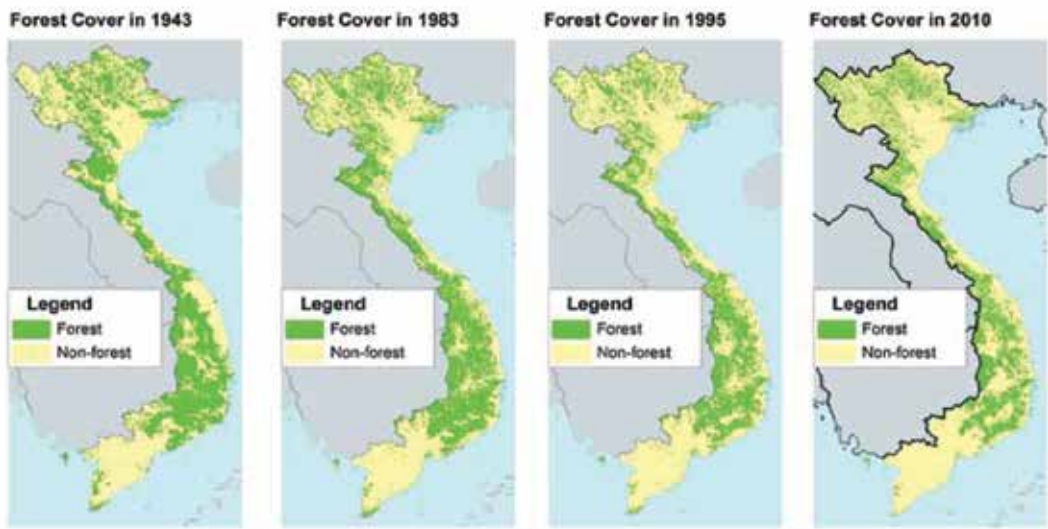 Forest Cover in 1943
Forest Cover in 1983
Forest Cover in 1995
Forest Cover in 2010
Legend
Forest
Non-forest
Legend
Forest
Non-forest
Legend
Forest
Non-forest
Legend
Forest
Non-forest